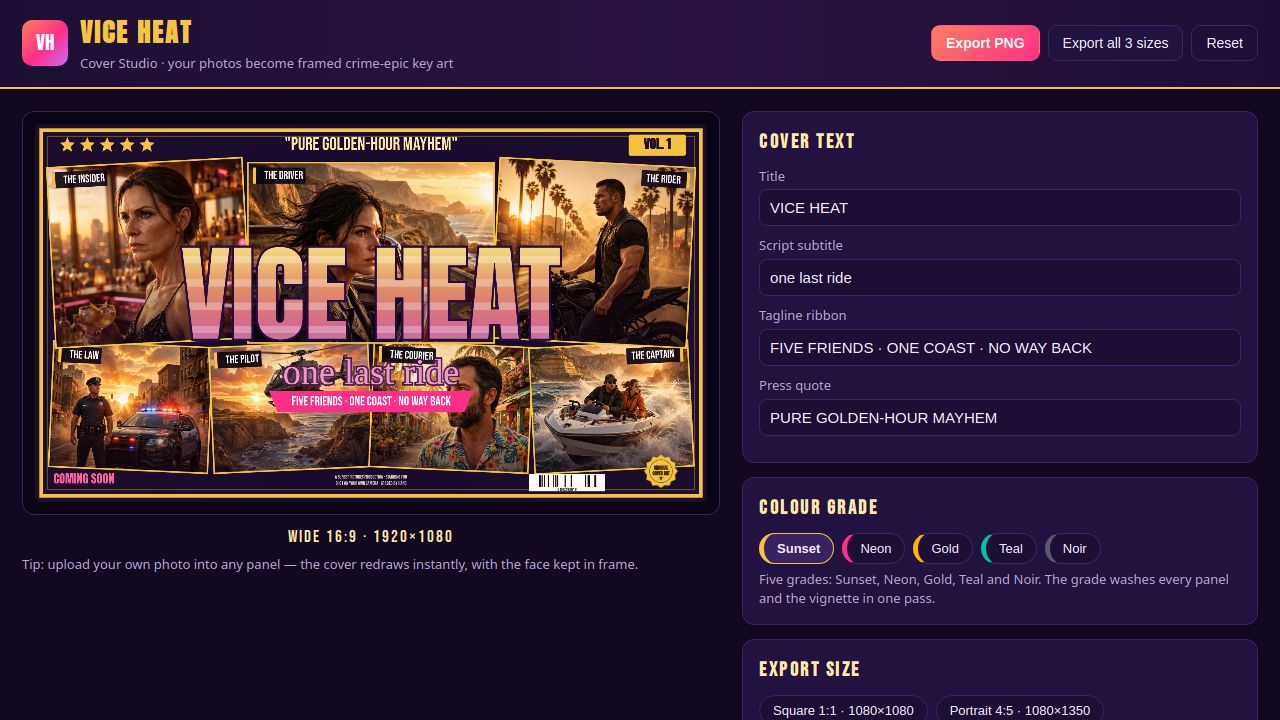 VH
VICE HEAT
Cover Studio · your photos become framed crime-epic key art
Export PNG
Export all 3 sizes
Reset
"PURE GOLDEN-HOUR MAYHEM"
VOL. 1
THE INSIDER
THE DRIVER
THE RIDER
VICE HEAT
THE LAW
THE PILOT
THE COURIER
THE CAPTAIN
one last ride
FIVE FRIENDS · ONE COAST · NO WAY BACK
COMING SOON
WIDE 16:9 · 1920×1080
Tip: upload your own photo into any panel — the cover redraws instantly, with the face kept in frame.
COVER TEXT
Title
VICE HEAT
Script subtitle
one last ride
Tagline ribbon
FIVE FRIENDS · ONE COAST · NO WAY BACK
Press quote
PURE GOLDEN-HOUR MAYHEM
COLOUR GRADE
Sunset
Neon
Gold
Teal
Noir
Five grades: Sunset, Neon, Gold, Teal and Noir. The grade washes every panel
and the vignette in one pass.
EXPORT SIZE
Square 1:1 · 1080×1080
Portrait 4:5 · 1080×1350